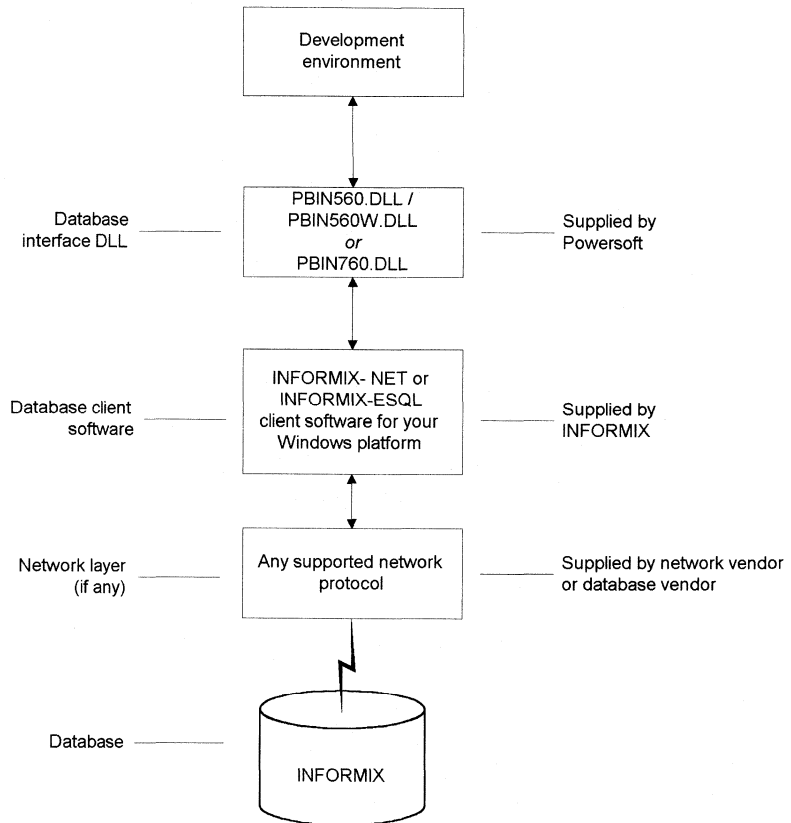 Development
environment
Database
interface DLL
PBIN560.DLL /
PBIN560W.DLL
or
PBIN760.DLL
Supplied by
Powersoft
Database client
software
INFORMIX- NET or
INFORMIX-ESQL
client software for your
Windows platform
Supplied by
INFORMIX
Network layer
(if any)
Any supported network
protocol
Supplied by network vendor
or database vendor
Database
INFORMIX